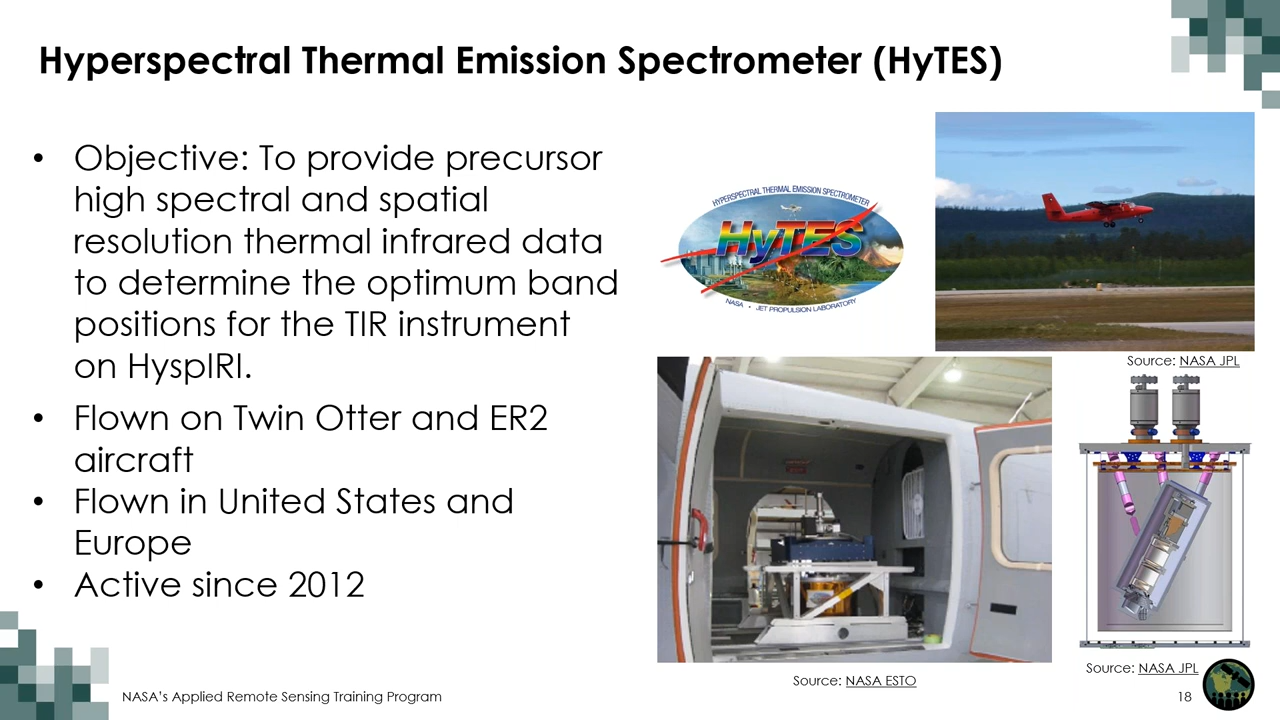 Hyperspectral Thermal Emission Spectrometer (HyTES)
• Objective: To provide precursor
high spectral and spatial
resolution thermal infrared data
to determine the optimum band
positions for the TIR instrument
on HyspIRI.
• Flown on Twin Otter and ER2
aircraft
• Flown in United States and
Europe
• Active since 2012
HYPERSPECTRAL THERMAL EMISSION SPECTROMETER
HyTES
NASA • JET PROPULSION LABORATORY
Source: NASA JPL
Source: NASA ESTO
Source: NASA JPL
NASA's Applied Remote Sensing Training Program
18